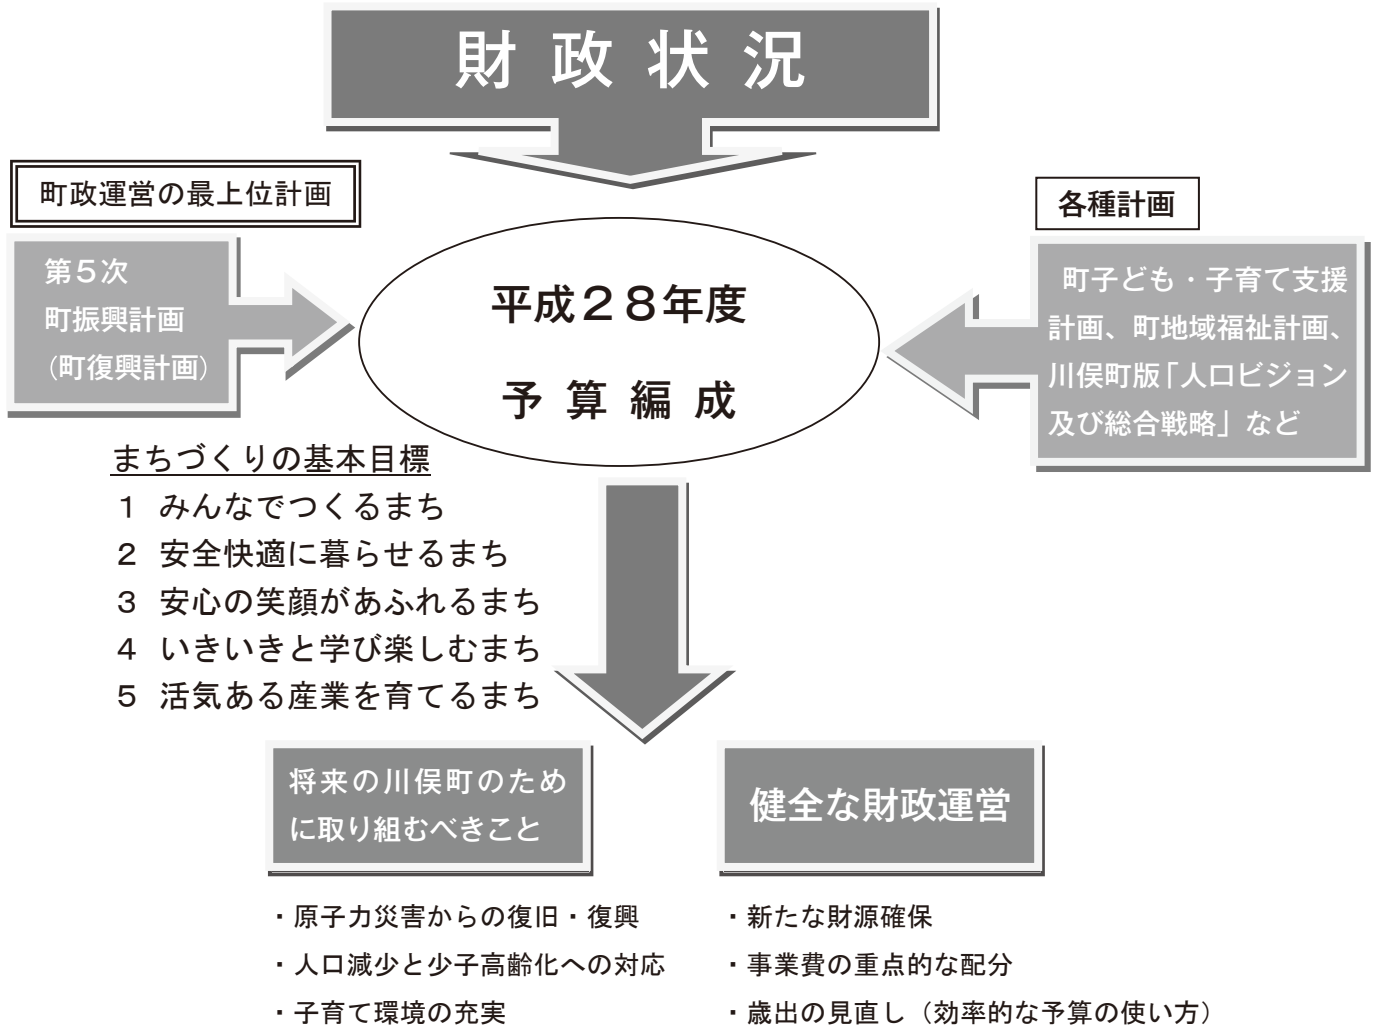 財政状況
町政運営の最上位計画
第５次
町振興計画
（町復興計画）
平成２８年度
予算編成
各種計画
町子ども・子育て支援
計画、町地域福祉計画、
川俣町版「人口ビジョン
及び総合戦略」など
まちづくりの基本目標
１ みんなでつくるまち
２ 安全快適に暮らせるまち
３ 安心の笑顔があふれるまち
４ いきいきと学び楽しむまち
５ 活気ある産業を育てるまち
将来の川俣町のため
に取り組むべきこと
・原子力災害からの復旧・復興
・人口減少と少子高齢化への対応
・子育て環境の充実
健全な財政運営
・新たな財源確保
・事業費の重点的な配分
・歳出の見直し（効率的な予算の使い方）